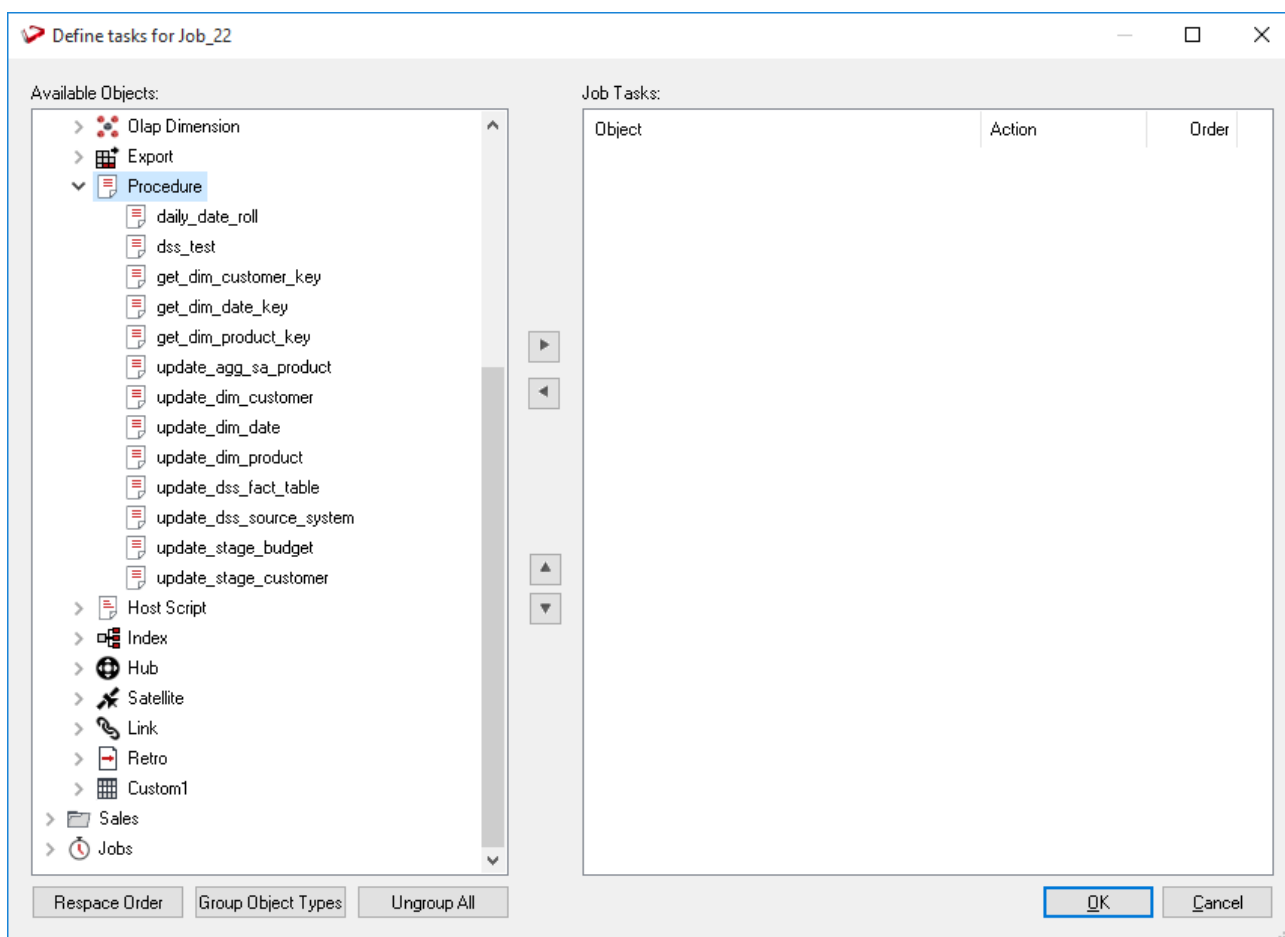 Define tasks for Job_22
Available Objects:
Olap Dimension
Export
Procedure
daily_date_roll
dss_test
get_dim_customer_key
get_dim_date_key
get_dim_product_key
update_agg_sa_product
update_dim_customer
update_dim_date
update_dim_product
update_dss_fact_table
update_dss_source_system
update_stage_budget
update_stage_customer
Host Script
Index
Hub
Satellite
Link
Retro
Custom1
Sales
Jobs
Respace Order Group Object Types Ungroup All
Job Tasks:
Object Action Order
OK Cancel